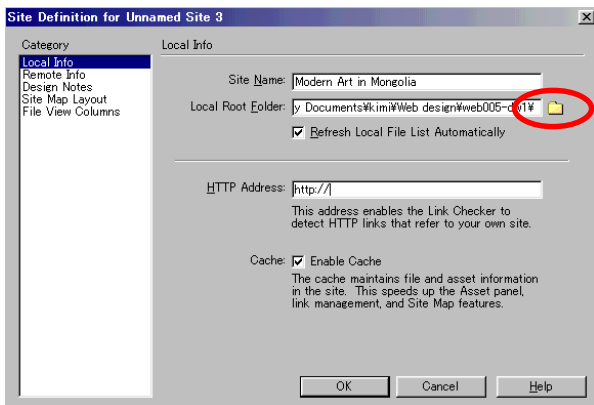 Site Definition for Unnamed Site 3
Category
Local Info
Local Info
Remote Info
Design Notes
Site Map Layout
File View Columns
Site Name: Modern Art in Mongolia
Local Root Folder: y Documents¥kimi¥Web design¥web005-dw1¥
Refresh Local File List Automatically
HTTP Address: http://
This address enables the Link Checker to
detect HTTP links that refer to your own site.
Cache: Enable Cache
The cache maintains file and asset information
in the site. This speeds up the Asset panel,
link management, and Site Map features.
OK Cancel Help